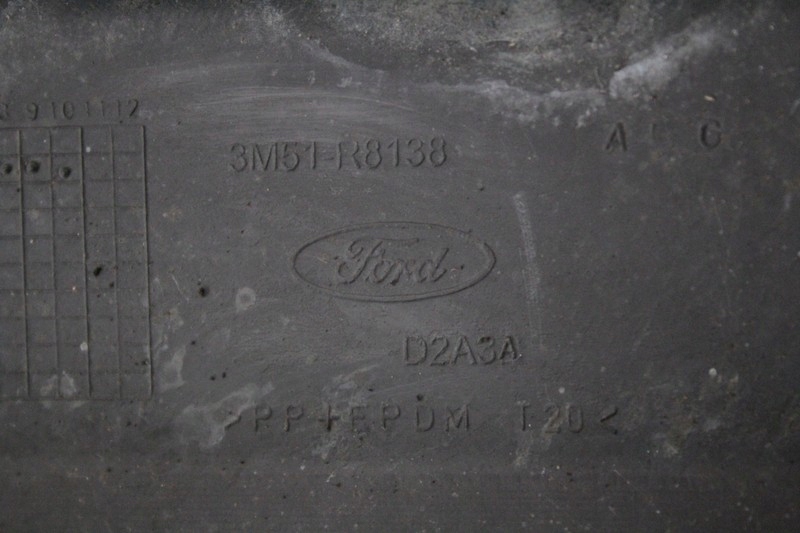 9 10 11 12
3M51-R8138
A
G
Ford
D2A3A
>PP+EPDM T20<